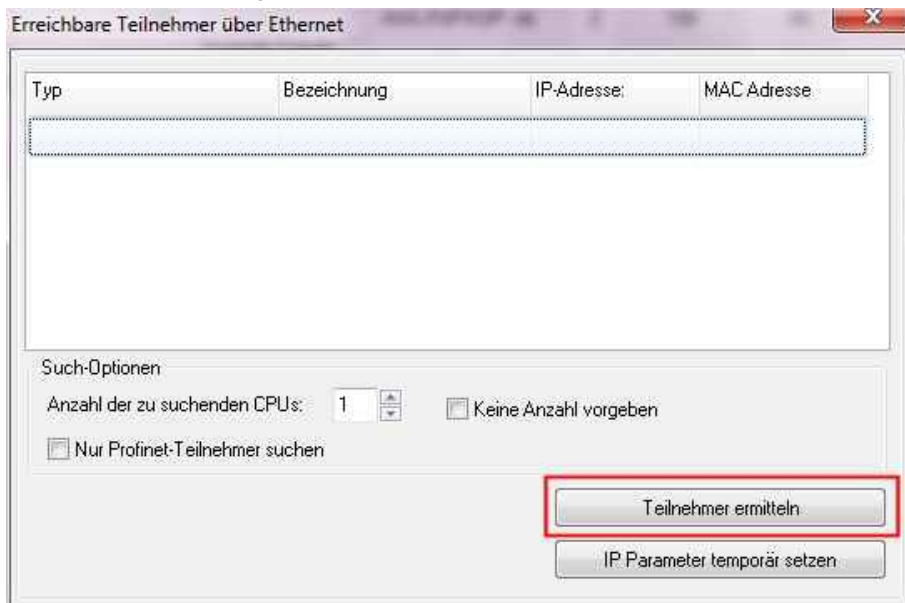 Erreichbare Teilnehmer über Ethernet
Typ Bezeichnung IP-Adresse: MAC Adresse
Such-Optionen
Anzahl der zu suchenden CPUs: 1 Keine Anzahl vorgeben
Nur Profinet-Teilnehmer suchen
Teilnehmer ermitteln
IP Parameter temporär setzen